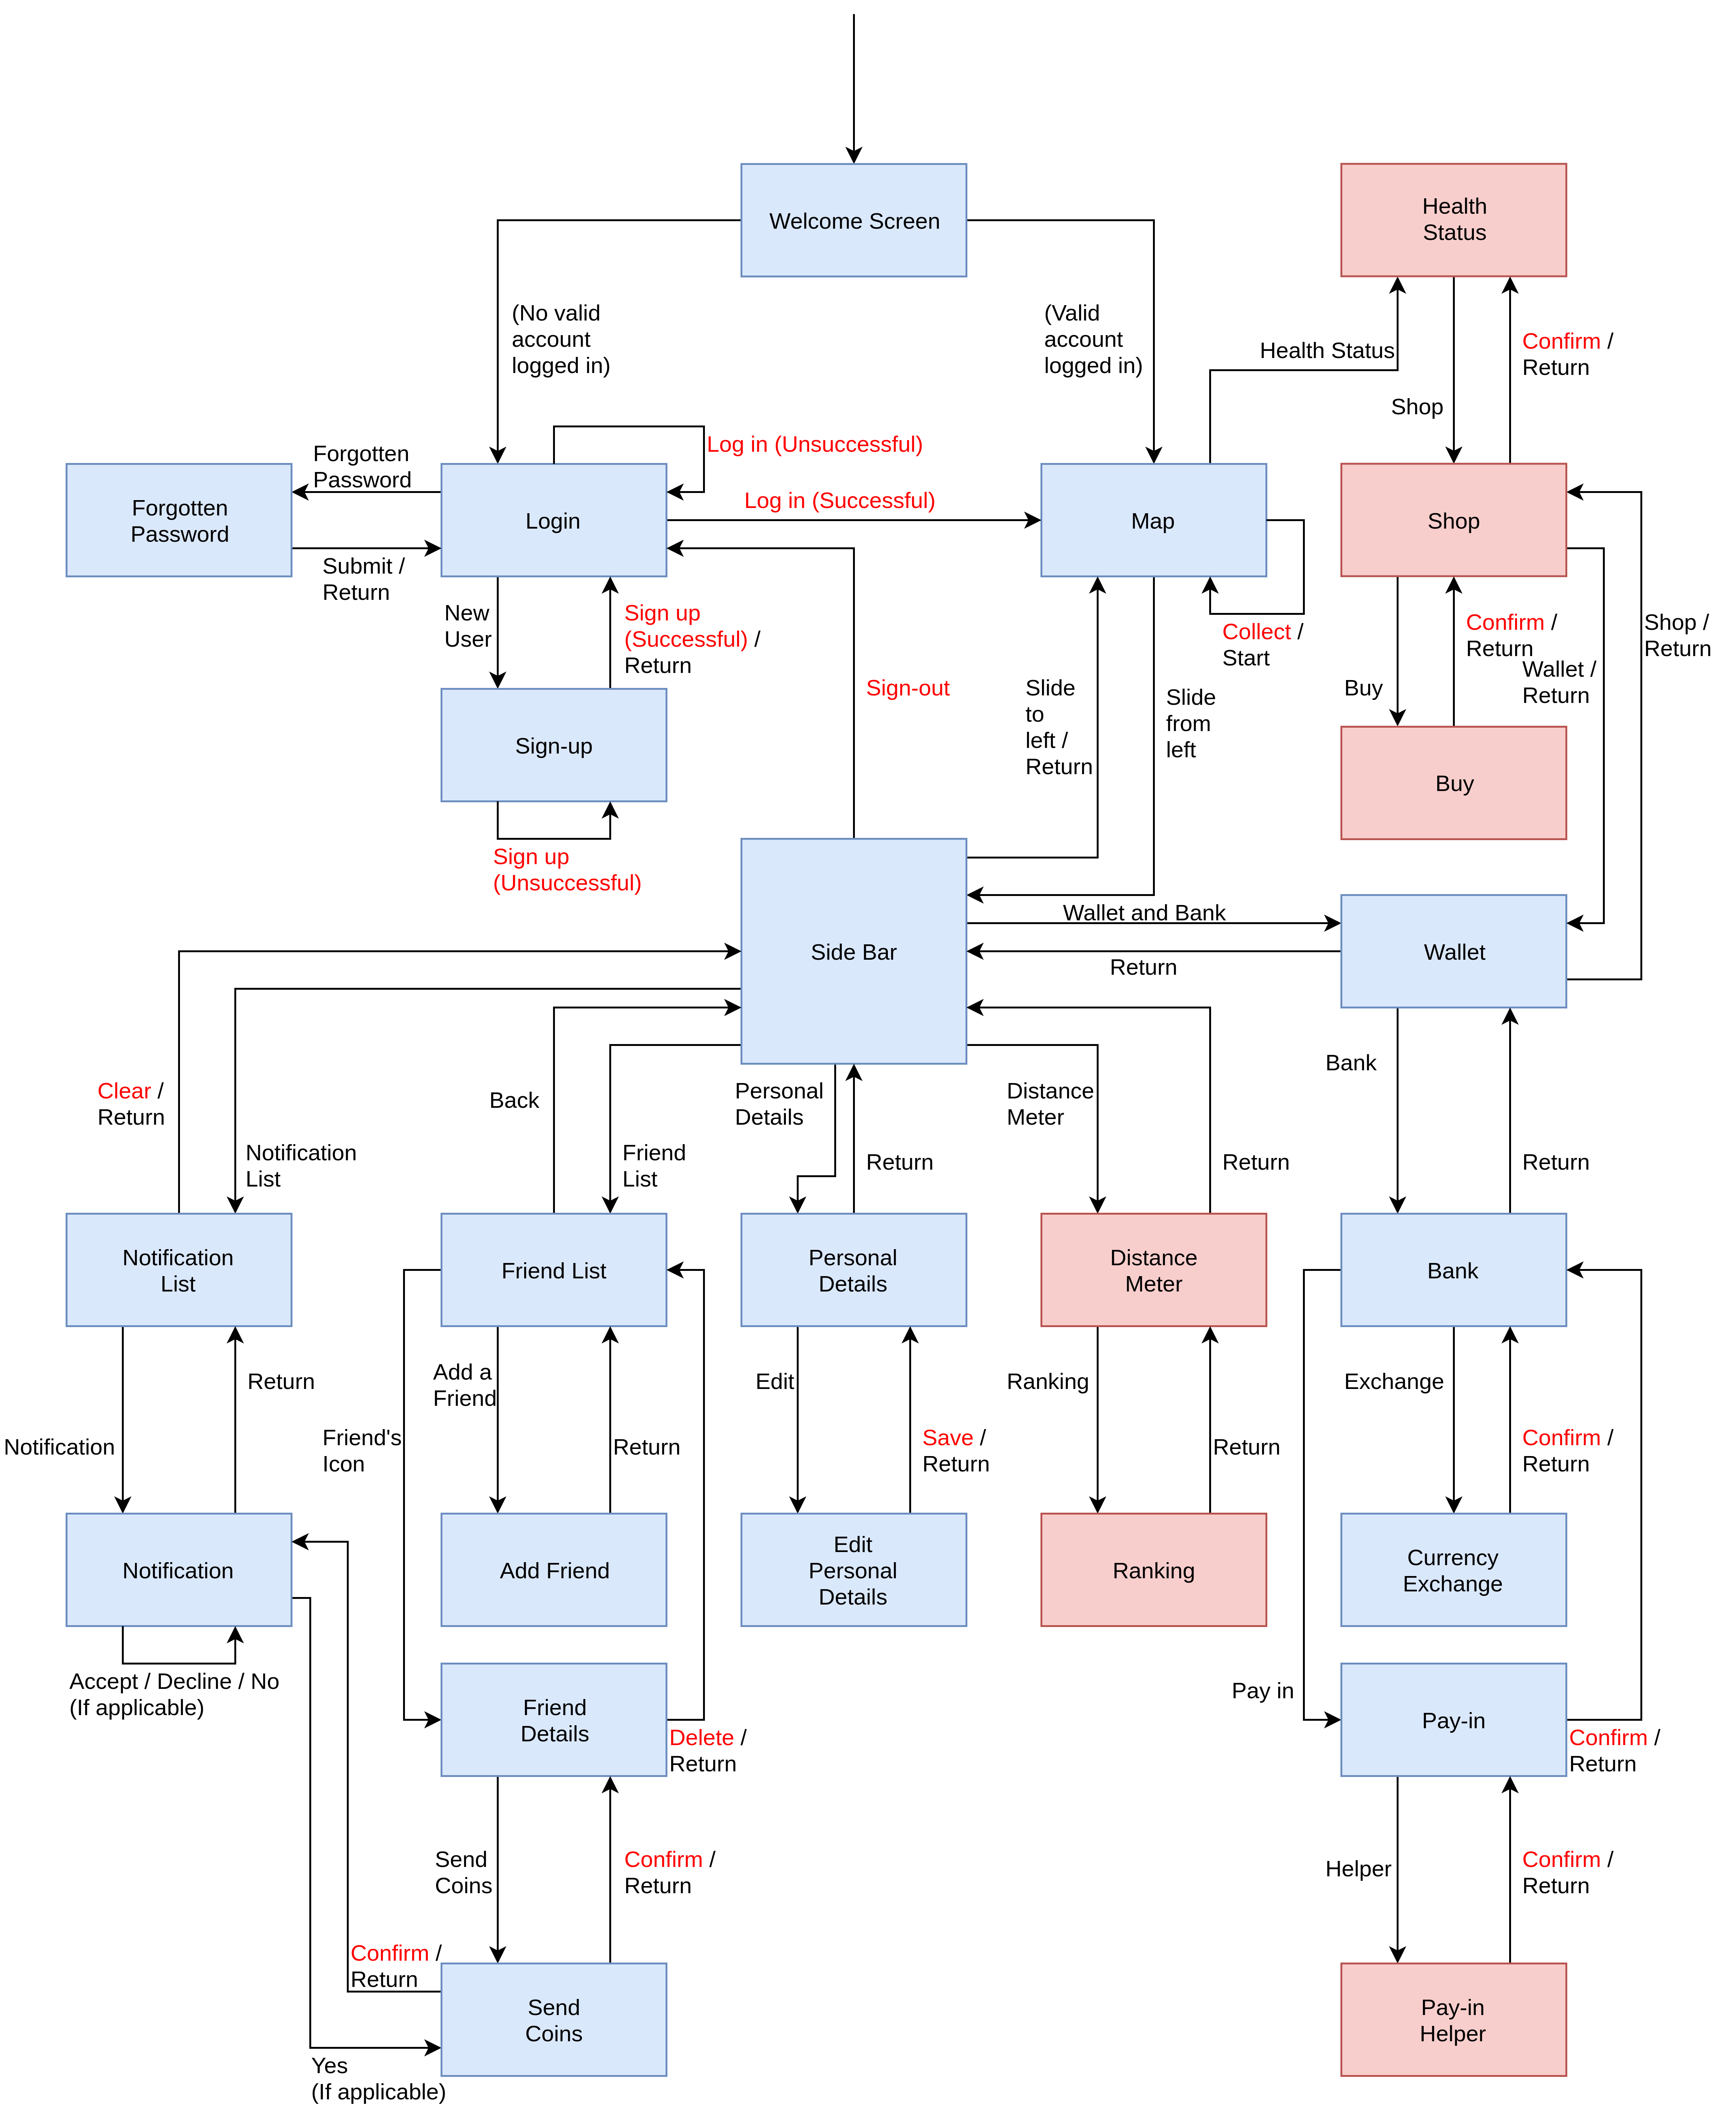 Welcome Screen
Health
Status
(No valid
account
logged in)
(Valid
account
logged in)
Health Status
Confirm /
Return
Shop
Forgotten
Password
Log in (Unsuccessful)
Log in (Successful)
Forgotten
Password
Login
Map
Shop
Submit /
Return
New
User
Sign up
(Successful) /
Return
Collect /
Start
Confirm /
Return
Shop /
Return
Wallet /
Return
Sign-out
Slide
to
left /
Return
Slide
from
left
Buy
Sign-up
Buy
Sign up
(Unsuccessful)
Wallet and Bank
Side Bar
Wallet
Return
Clear /
Return
Back
Personal
Details
Distance
Meter
Bank
Notification
List
Friend
List
Return
Return
Return
Notification
List
Friend List
Personal
Details
Distance
Meter
Bank
Return
Add a
Friend
Edit
Ranking
Exchange
Notification
Friend's
Icon
Return
Save /
Return
Return
Confirm /
Return
Notification
Add Friend
Edit
Personal
Details
Ranking
Currency
Exchange
Accept / Decline / No
(If applicable)
Friend
Details
Delete /
Return
Pay in
Pay-in
Confirm /
Return
Send
Coins
Confirm /
Return
Helper
Confirm /
Return
Confirm /
Return
Send
Coins
Pay-in
Helper
Yes
(If applicable)